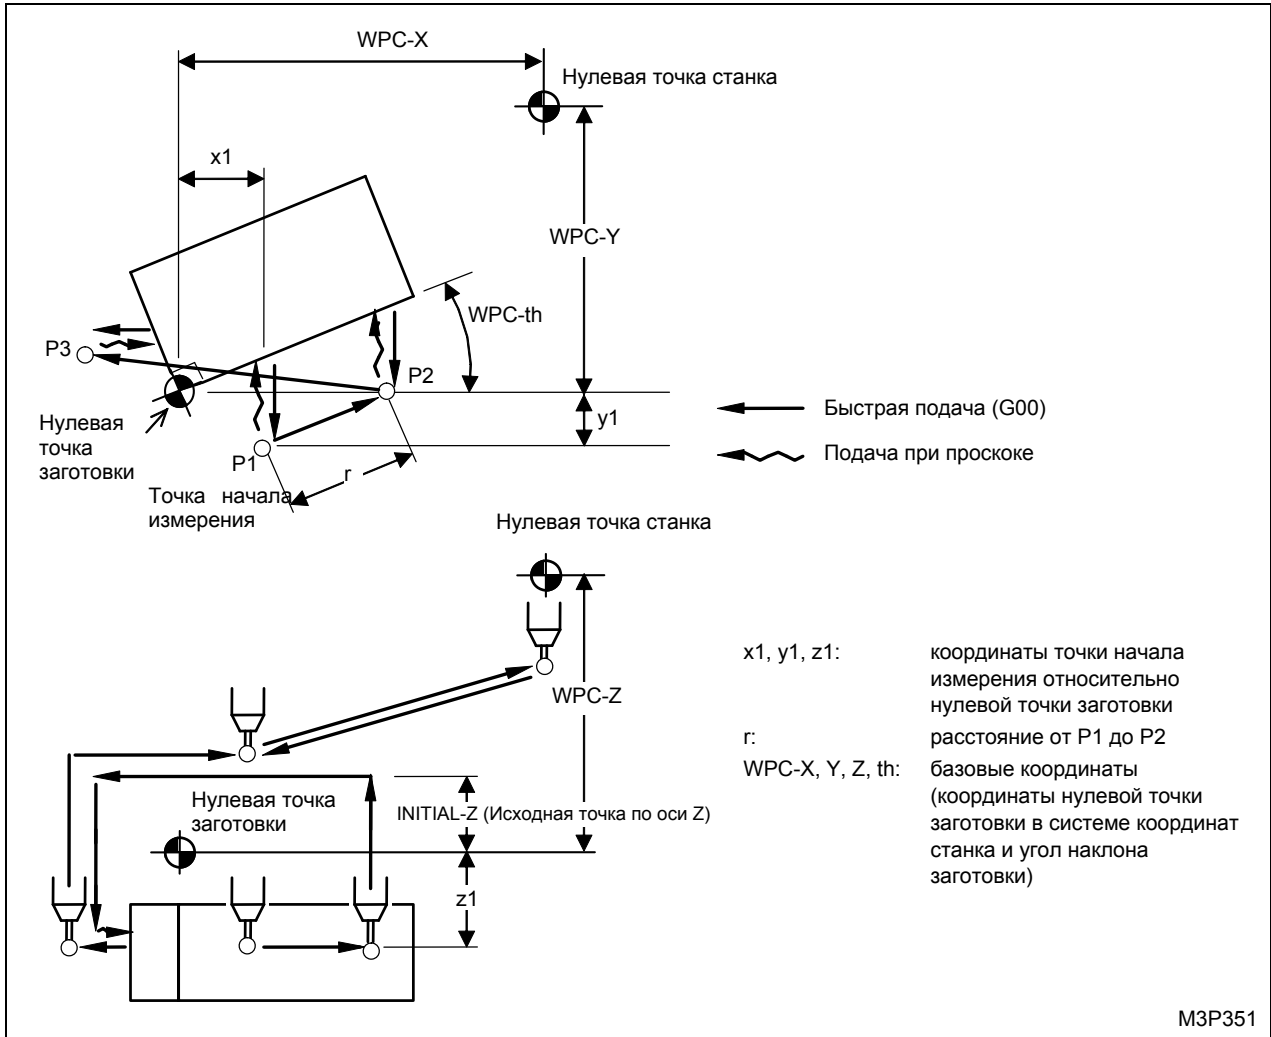 WPC-X
Нулевая точка станка
x1
WPC-Y
WPC-th
P3
P2
Нулевая
точка
заготовки
y1
P1
r
Точка начала
измерения
Быстрая подача (G00)
Подача при проскоке
Нулевая точка станка
WPC-Z
Нулевая точка
заготовки
INITIAL-Z (Исходная точка по оси Z)
z1
x1, y1, z1: координаты точки начала
измерения относительно
нулевой точки заготовки
r: расстояние от P1 до P2
WPC-X, Y, Z, th: базовые координаты
(координаты нулевой точки
заготовки в системе координат
станка и угол наклона
заготовки)
M3P351